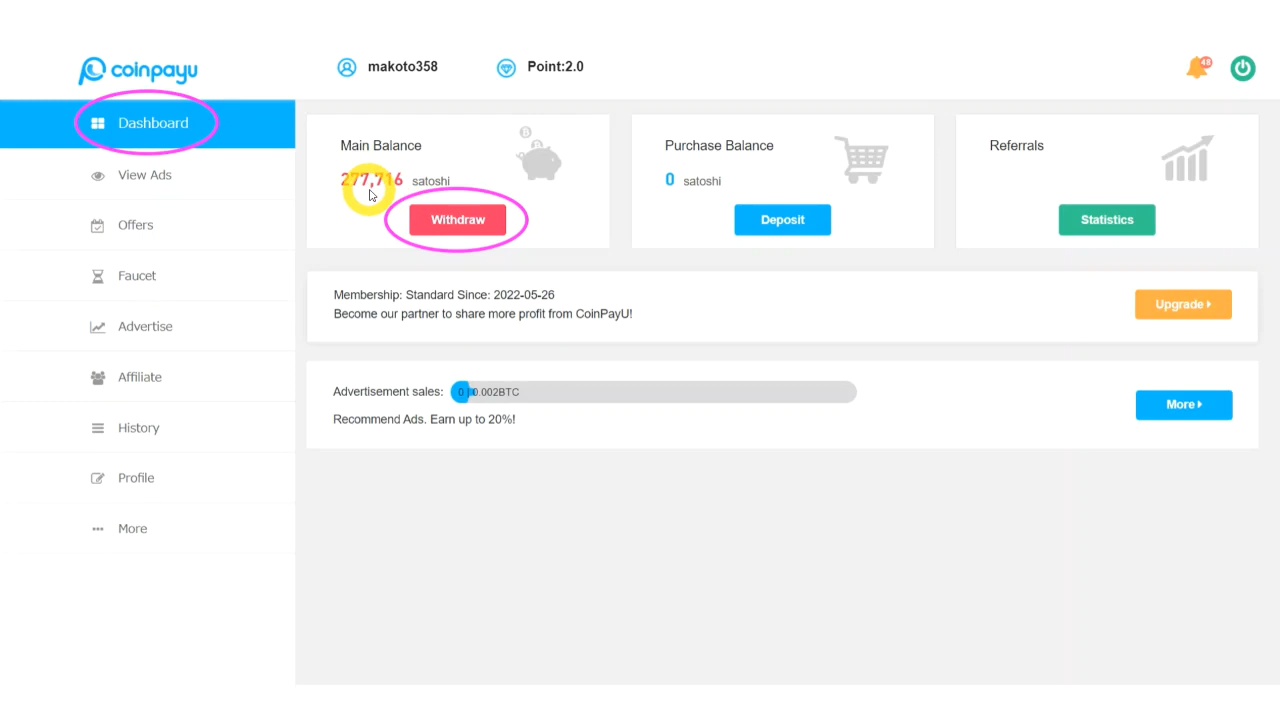 coinpayu
makoto358
Point:2.0
48
Dashboard
View Ads
Offers
Faucet
Advertise
Affiliate
History
Profile
More
Main Balance
277,716 satoshi
Withdraw
Purchase Balance
0 satoshi
Deposit
Referrals
Statistics
Membership: Standard Since: 2022-05-26
Become our partner to share more profit from CoinPayU!
Upgrade
Advertisement sales: 0 / 0.002BTC
Recommend Ads. Earn up to 20%!
More